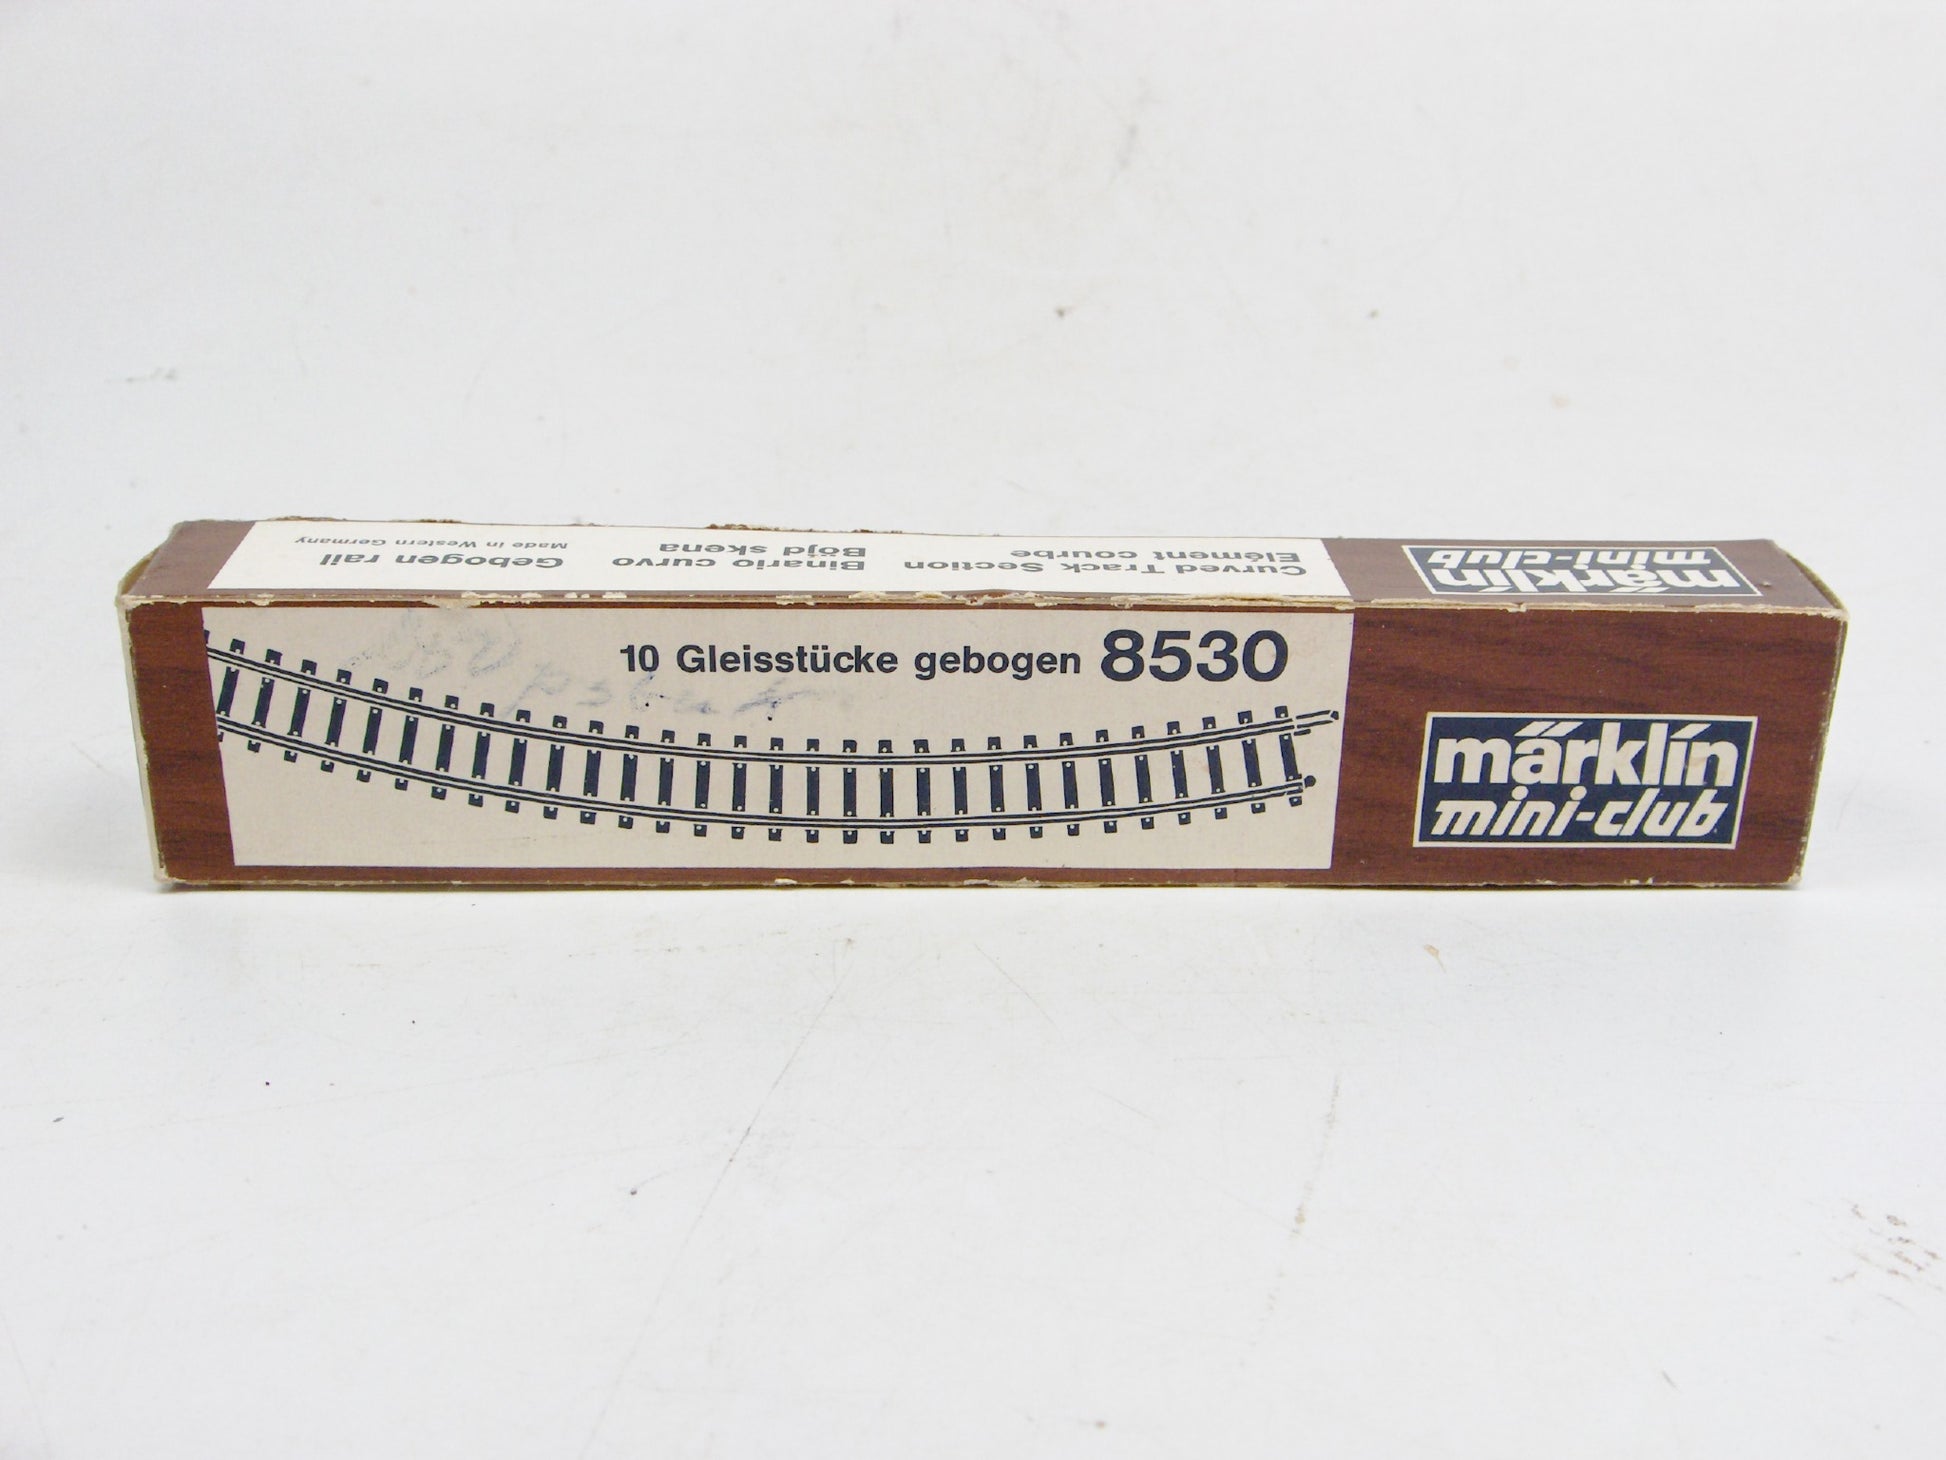 Curved Track Section
Elément courbe
Binario curvo
Böjd skena
Gebogen rail
Made in Western Germany
märklin
mini-club
10 Gleisstücke gebogen 8530
märklin
mini-club